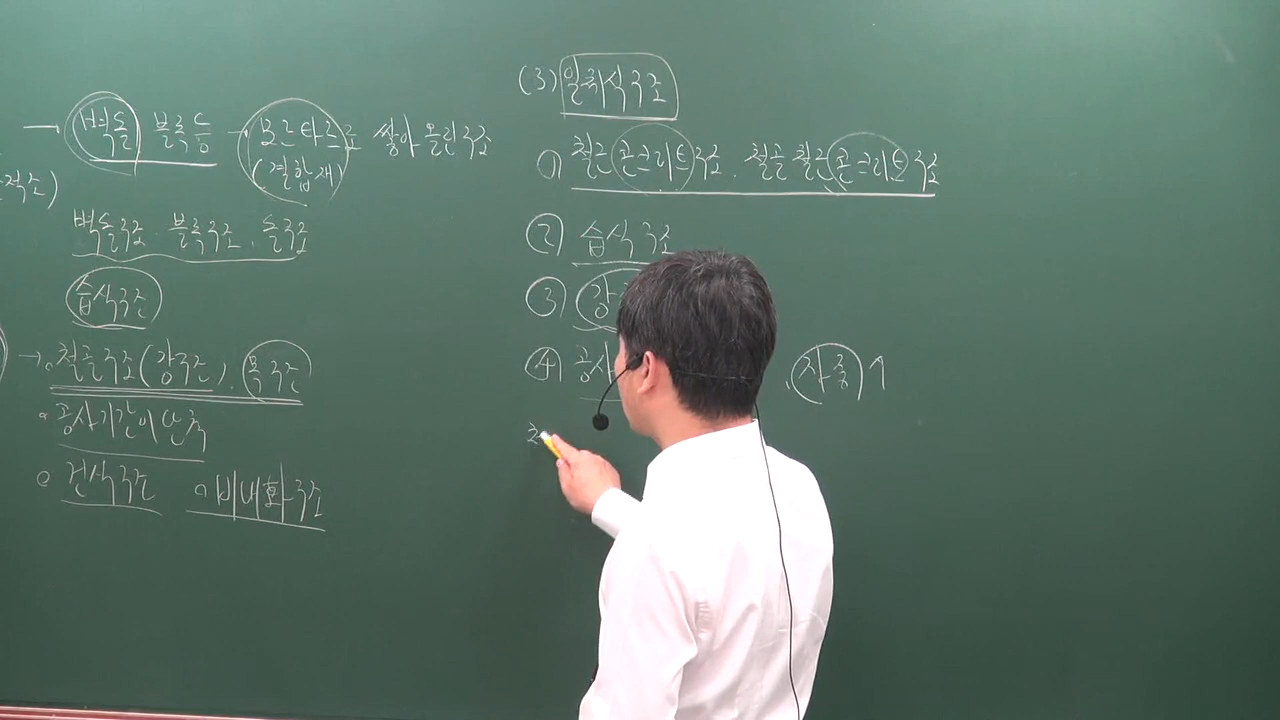 → 벽돌 블록 등 → 모르타르로 쌓아 올린 구조
(결합재)
적조)
벽돌구조 . 블록구조 . 돌구조
습식구조
→ 철골구조(강구조) . 목구조
공사기간이 단축
건식구조 비내화구조
(3) 일체식구조
① 철근콘크리트구조 . 철골철근콘크리트구조
② 습식구조
③ 강
④ 공사 . 자중↑